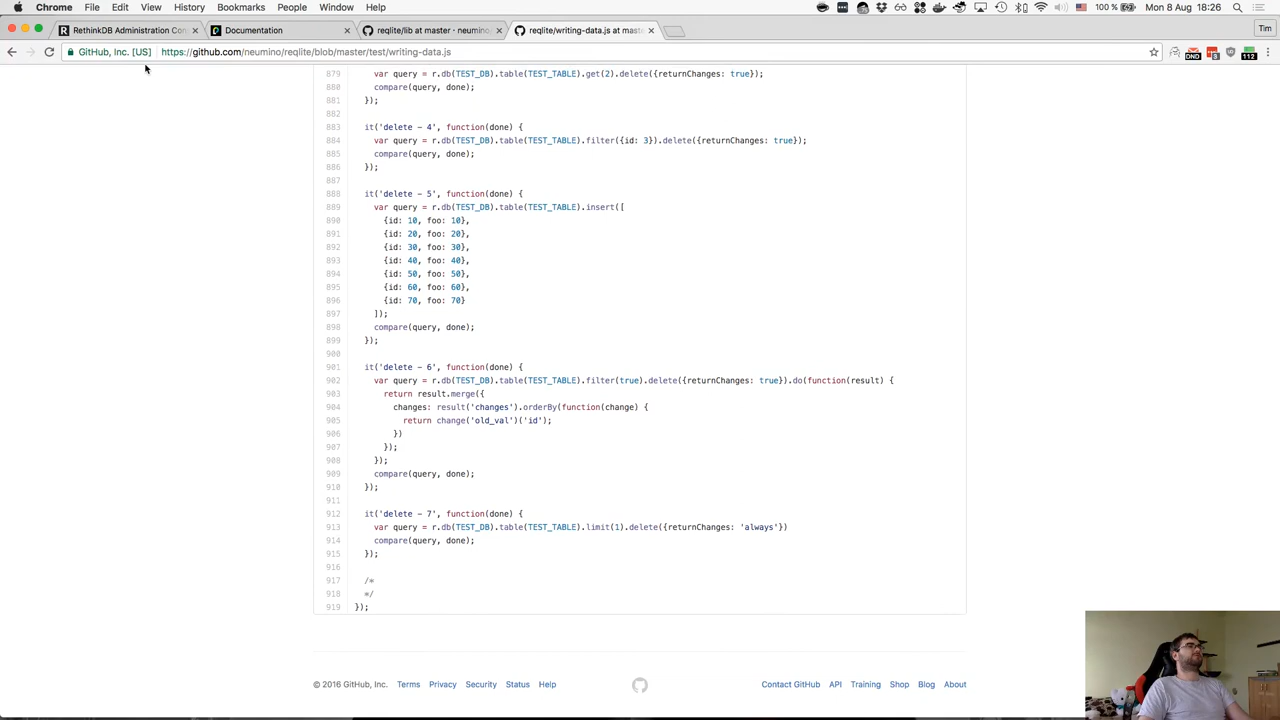 Chrome File Edit View History Bookmarks People Window Help 100 % Mon 8 Aug 18:26
RethinkDB Administration Con × Documentation × reqlite/lib at master · neumino × reqlite/writing-data.js at mast × Tim
GitHub, Inc. [US] https://github.com/neumino/reqlite/blob/master/test/writing-data.js DND 3 112
879 var query = r.db(TEST_DB).table(TEST_TABLE).get(2).delete({returnChanges: true});
880 compare(query, done);
881 });
882
883 it('delete - 4', function(done) {
884 var query = r.db(TEST_DB).table(TEST_TABLE).filter({id: 3}).delete({returnChanges: true});
885 compare(query, done);
886 });
887
888 it('delete - 5', function(done) {
889 var query = r.db(TEST_DB).table(TEST_TABLE).insert([
890 {id: 10, foo: 10},
891 {id: 20, foo: 20},
892 {id: 30, foo: 30},
893 {id: 40, foo: 40},
894 {id: 50, foo: 50},
895 {id: 60, foo: 60},
896 {id: 70, foo: 70}
897 ]);
898 compare(query, done);
899 });
900
901 it('delete - 6', function(done) {
902 var query = r.db(TEST_DB).table(TEST_TABLE).filter(true).delete({returnChanges: true}).do(function(result) {
903 return result.merge({
904 changes: result('changes').orderBy(function(change) {
905 return change('old_val')('id');
906 })
907 });
908 });
909 compare(query, done);
910 });
911
912 it('delete - 7', function(done) {
913 var query = r.db(TEST_DB).table(TEST_TABLE).limit(1).delete({returnChanges: 'always'})
914 compare(query, done);
915 });
916
917 /*
918 */
919 });
© 2016 GitHub, Inc. Terms Privacy Security Status Help Contact GitHub API Training Shop Blog About